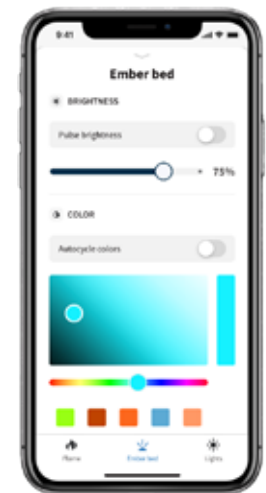 9:41
Ember bed
BRIGHTNESS
Pulse brightness
+ 75%
COLOR
Autocycle colors
Flame Ember bed Lights